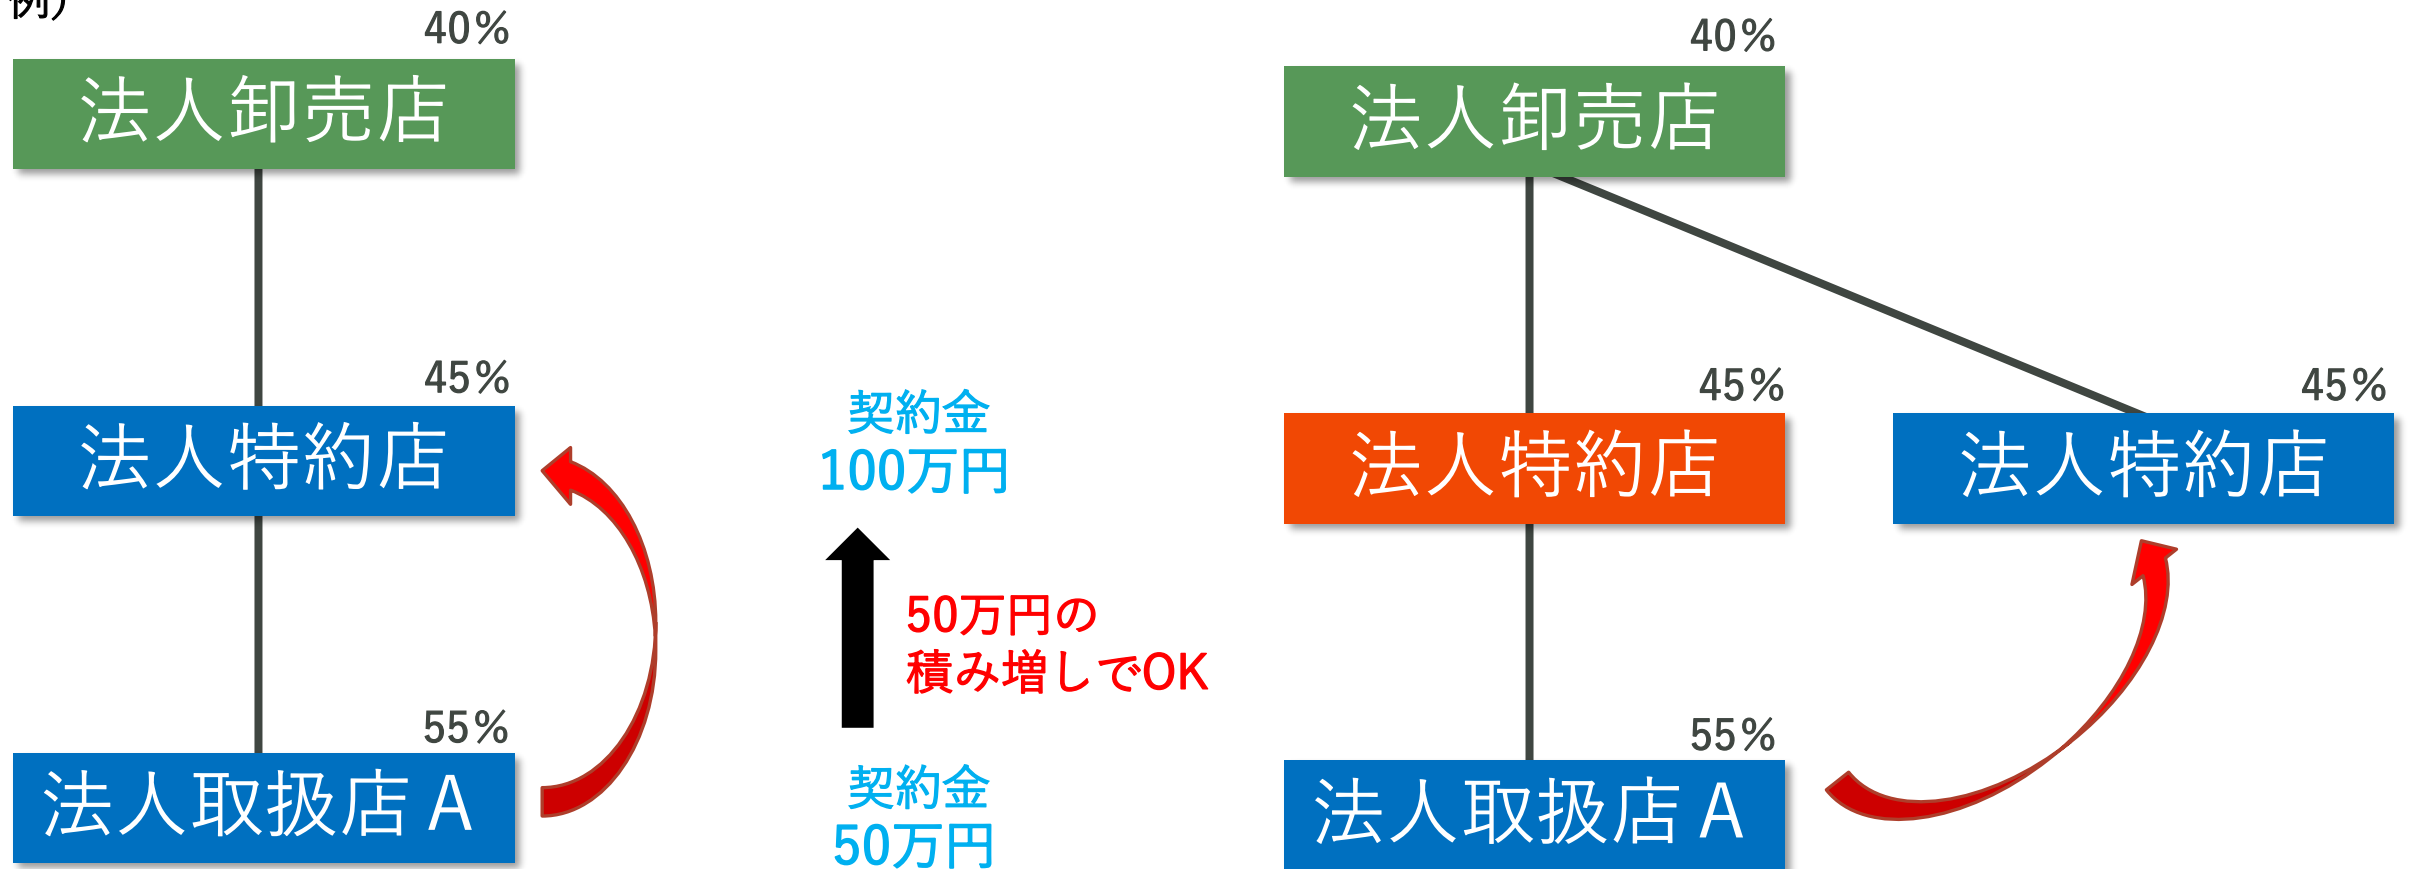 例）
40%
法人卸売店
45%
法人特約店
55%
法人取扱店 A
契約金
100万円
50万円の
積み増しでOK
契約金
50万円
40%
法人卸売店
45%
法人特約店
45%
法人特約店
55%
法人取扱店 A